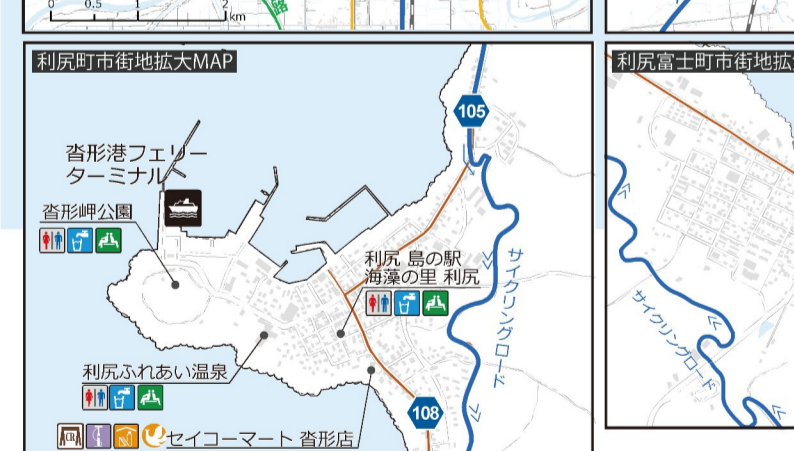 0 0.5 1 2
km
路
利尻町市街地拡大MAP
利尻富士町市街地拡
105
沓形港フェリー
ターミナル
沓形岬公園
利尻 島の駅
海藻の里 利尻
サイクリングロード
サイクリングロード
利尻ふれあい温泉
108
セイコーマート 沓形店